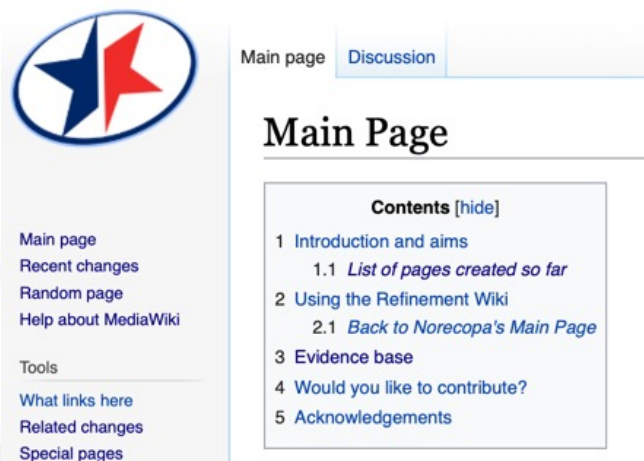 Main page
Discussion
Main Page
Contents [hide]
1 Introduction and aims
1.1 List of pages created so far
2 Using the Refinement Wiki
2.1 Back to Norecopa's Main Page
3 Evidence base
4 Would you like to contribute?
5 Acknowledgements
Main page
Recent changes
Random page
Help about MediaWiki
Tools
What links here
Related changes
Special pages